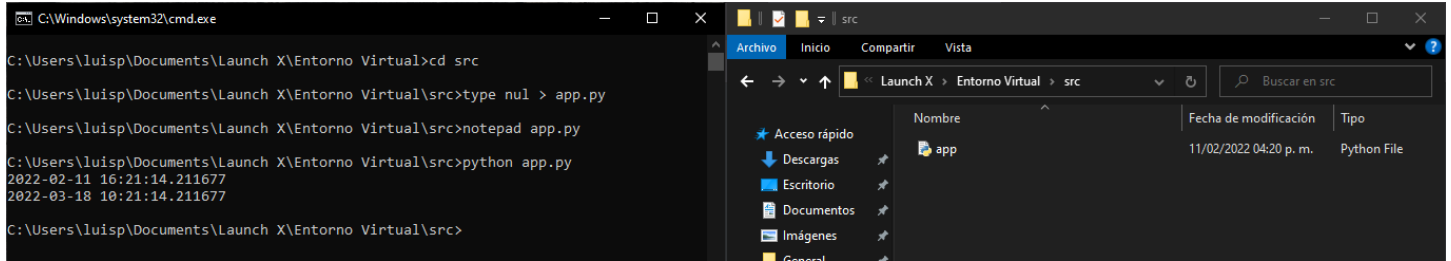 C:\Windows\system32\cmd.exe
C:\Users\luisp\Documents\Launch X\Entorno Virtual>cd src
C:\Users\luisp\Documents\Launch X\Entorno Virtual\src>type nul > app.py
C:\Users\luisp\Documents\Launch X\Entorno Virtual\src>notepad app.py
C:\Users\luisp\Documents\Launch X\Entorno Virtual\src>python app.py
2022-02-11 16:21:14.211677
2022-03-18 10:21:14.211677
C:\Users\luisp\Documents\Launch X\Entorno Virtual\src>
src
Archivo Inicio Compartir Vista
« Launch X > Entorno Virtual > src Buscar en src
Nombre Fecha de modificación Tipo
Acceso rápido
Descargas
Escritorio
Documentos
Imágenes
General
app 11/02/2022 04:20 p. m. Python File